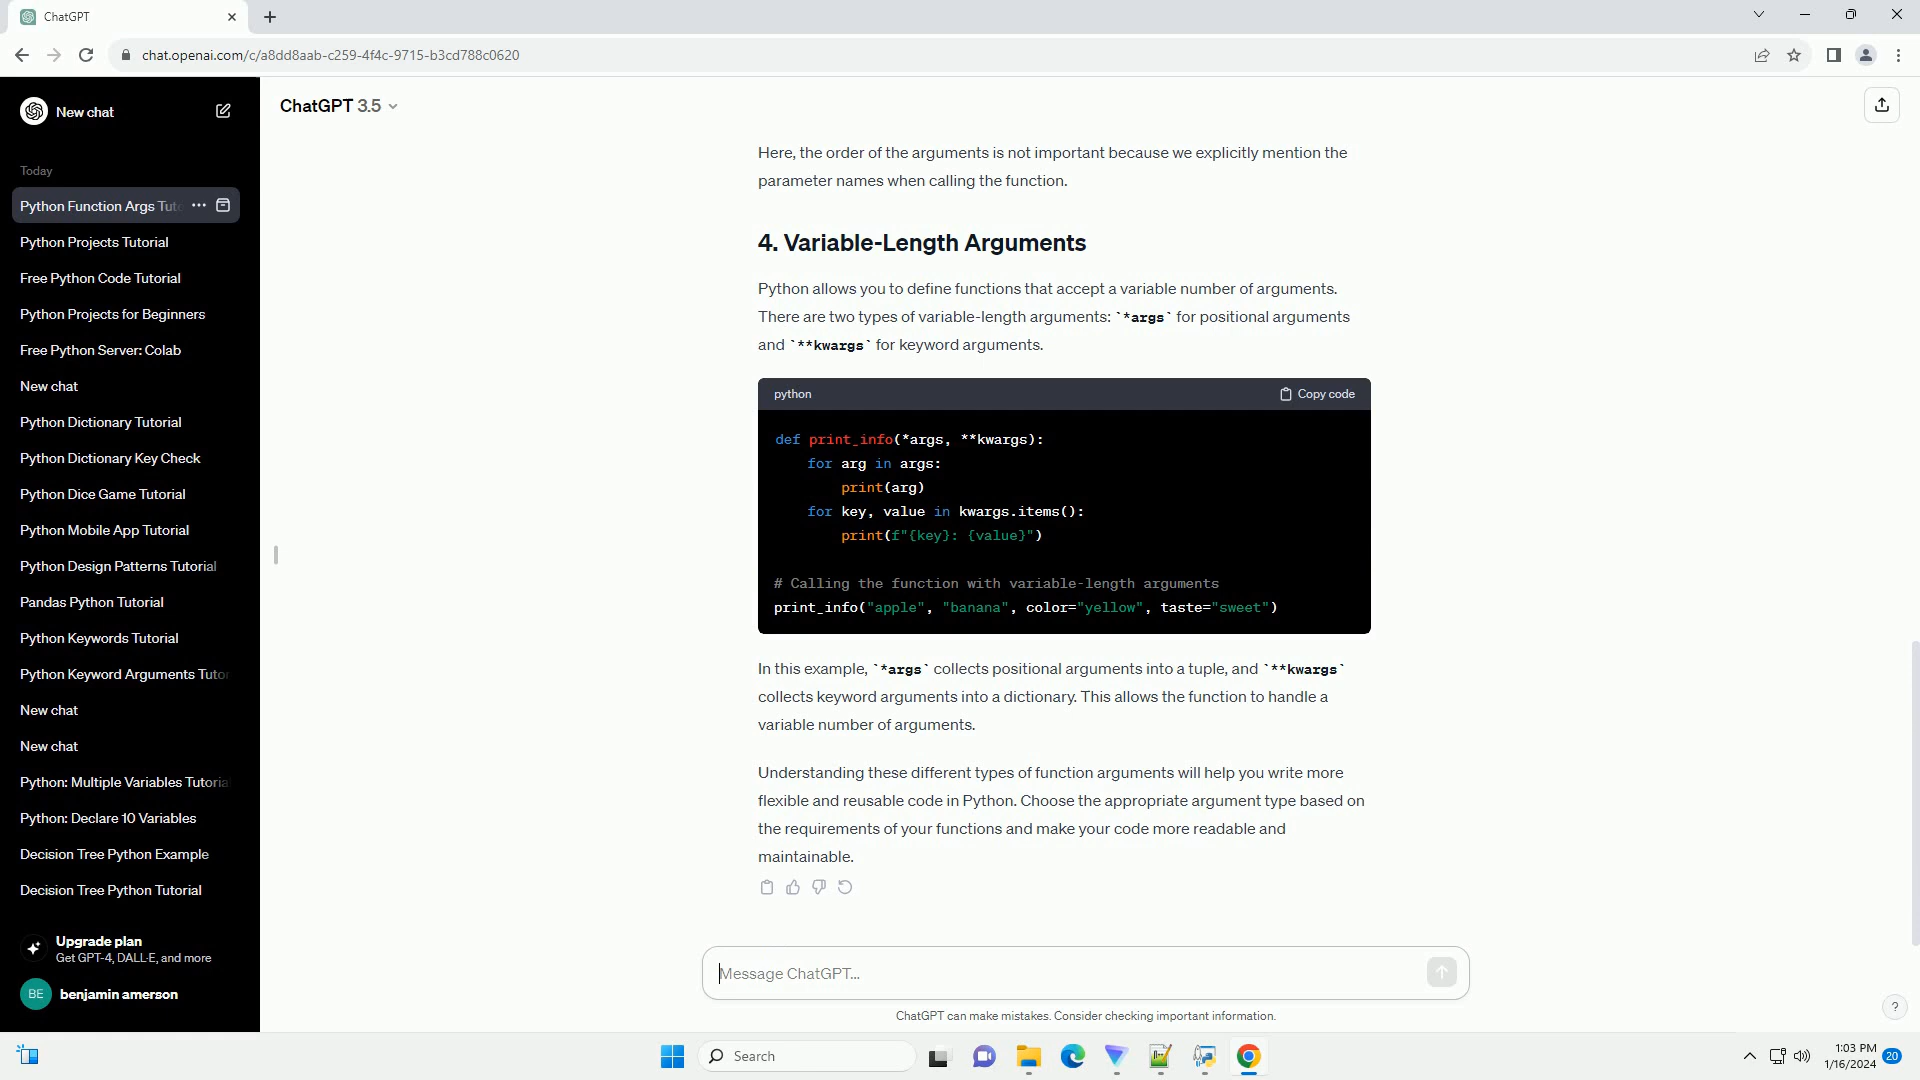 ChatGPT
chat.openai.com/c/a8dd8aab-c259-4f4c-9715-b3cd788c0620
New chat
Today
Python Function Args Tuto
Python Projects Tutorial
Free Python Code Tutorial
Python Projects for Beginners
Free Python Server: Colab
New chat
Python Dictionary Tutorial
Python Dictionary Key Check
Python Dice Game Tutorial
Python Mobile App Tutorial
Python Design Patterns Tutorial
Pandas Python Tutorial
Python Keywords Tutorial
Python Keyword Arguments Tutor
New chat
New chat
Python: Multiple Variables Tutorial
Python: Declare 10 Variables
Decision Tree Python Example
Decision Tree Python Tutorial
Upgrade plan
Get GPT-4, DALL·E, and more
BE benjamin amerson
ChatGPT 3.5
Here, the order of the arguments is not important because we explicitly mention the
parameter names when calling the function.
4. Variable-Length Arguments
Python allows you to define functions that accept a variable number of arguments.
There are two types of variable-length arguments: `*args` for positional arguments
and `**kwargs` for keyword arguments.
python Copy code
def print_info(*args, **kwargs):
    for arg in args:
        print(arg)
    for key, value in kwargs.items():
        print(f"{key}: {value}")
# Calling the function with variable-length arguments
print_info("apple", "banana", color="yellow", taste="sweet")
In this example, `*args` collects positional arguments into a tuple, and `**kwargs`
collects keyword arguments into a dictionary. This allows the function to handle a
variable number of arguments.
Understanding these different types of function arguments will help you write more
flexible and reusable code in Python. Choose the appropriate argument type based on
the requirements of your functions and make your code more readable and
maintainable.
Message ChatGPT...
ChatGPT can make mistakes. Consider checking important information.
?
Search
1:03 PM
1/16/2024
20